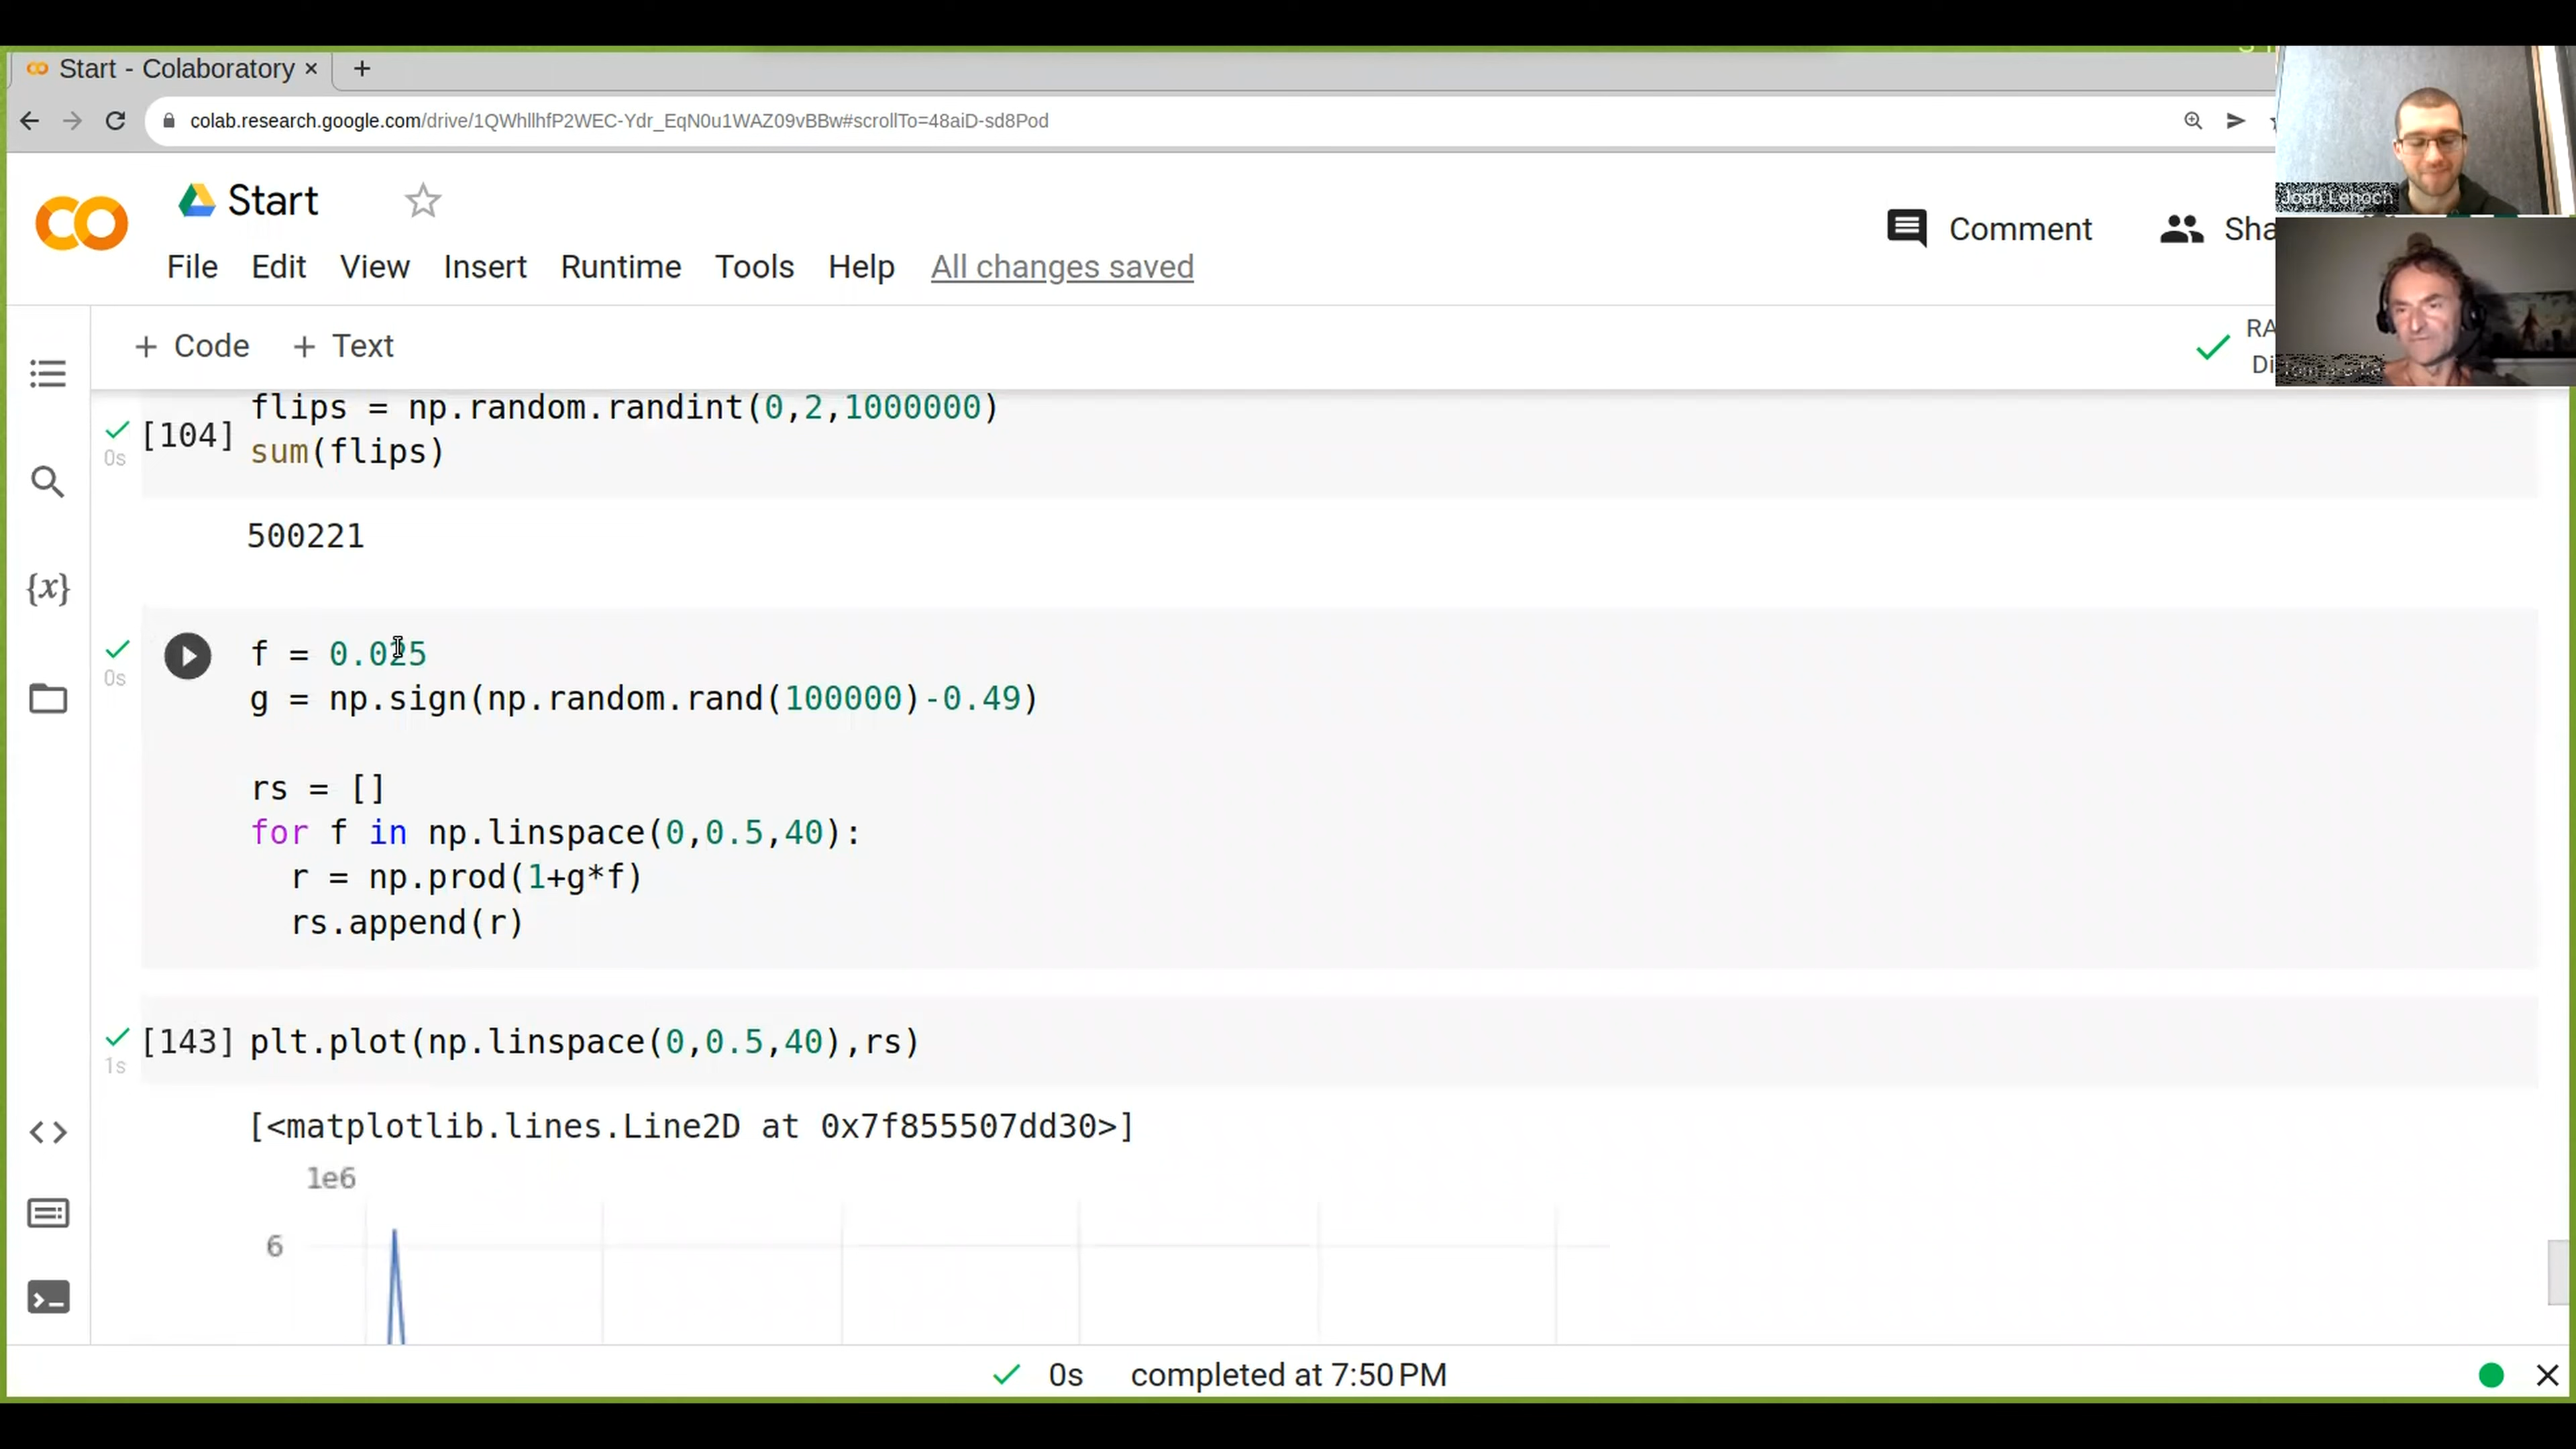 Start - Colaboratory
colab.research.google.com/drive/1QWhllhfP2WEC-Ydr_EqN0u1WAZ09vBBw#scrollTo=48aiD-sd8Pod
Start
File Edit View Insert Runtime Tools Help All changes saved
Comment
+ Code + Text
flips = np.random.randint(0,2,1000000)
[104]
sum(flips)
0s
500221
f = 0.025
0s
g = np.sign(np.random.rand(100000)-0.49)
rs = []
for f in np.linspace(0,0.5,40):
r = np.prod(1+g*f)
rs.append(r)
[143] plt.plot(np.linspace(0,0.5,40),rs)
1s
[<matplotlib.lines.Line2D at 0x7f855507dd30>]
1e6
6
0s completed at 7:50 PM